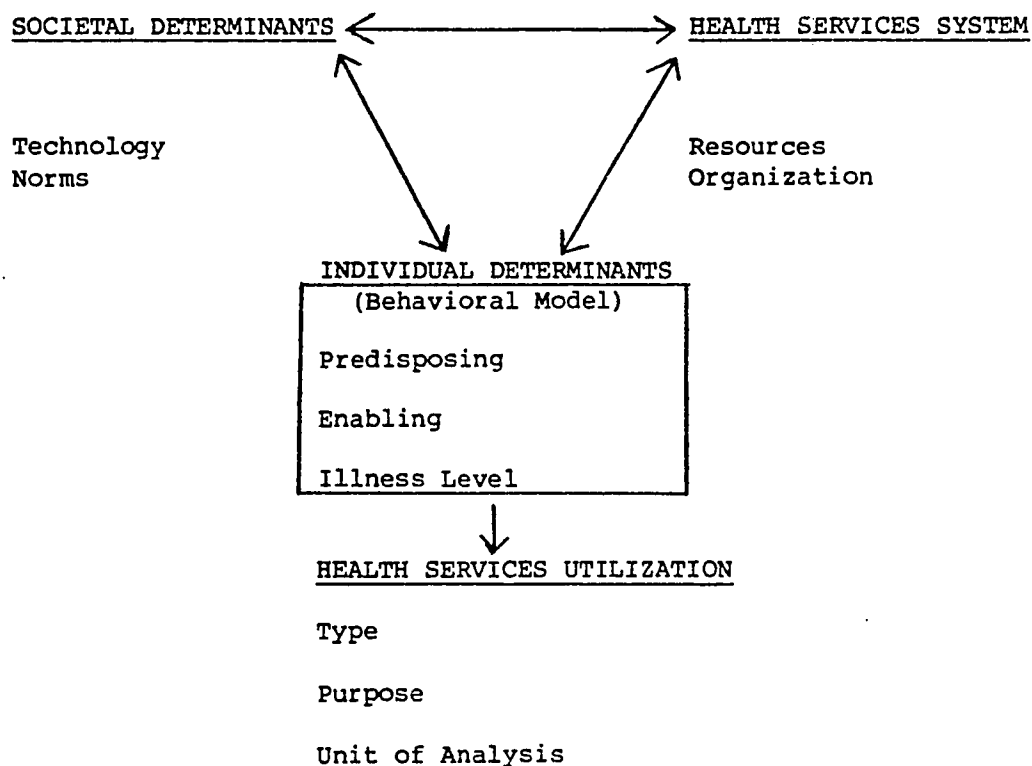 SOCIETAL DETERMINANTS
HEALTH SERVICES SYSTEM
Technology
Norms
Resources
Organization
INDIVIDUAL DETERMINANTS
(Behavioral Model)
Predisposing
Enabling
Illness Level
HEALTH SERVICES UTILIZATION
Type
Purpose
Unit of Analysis